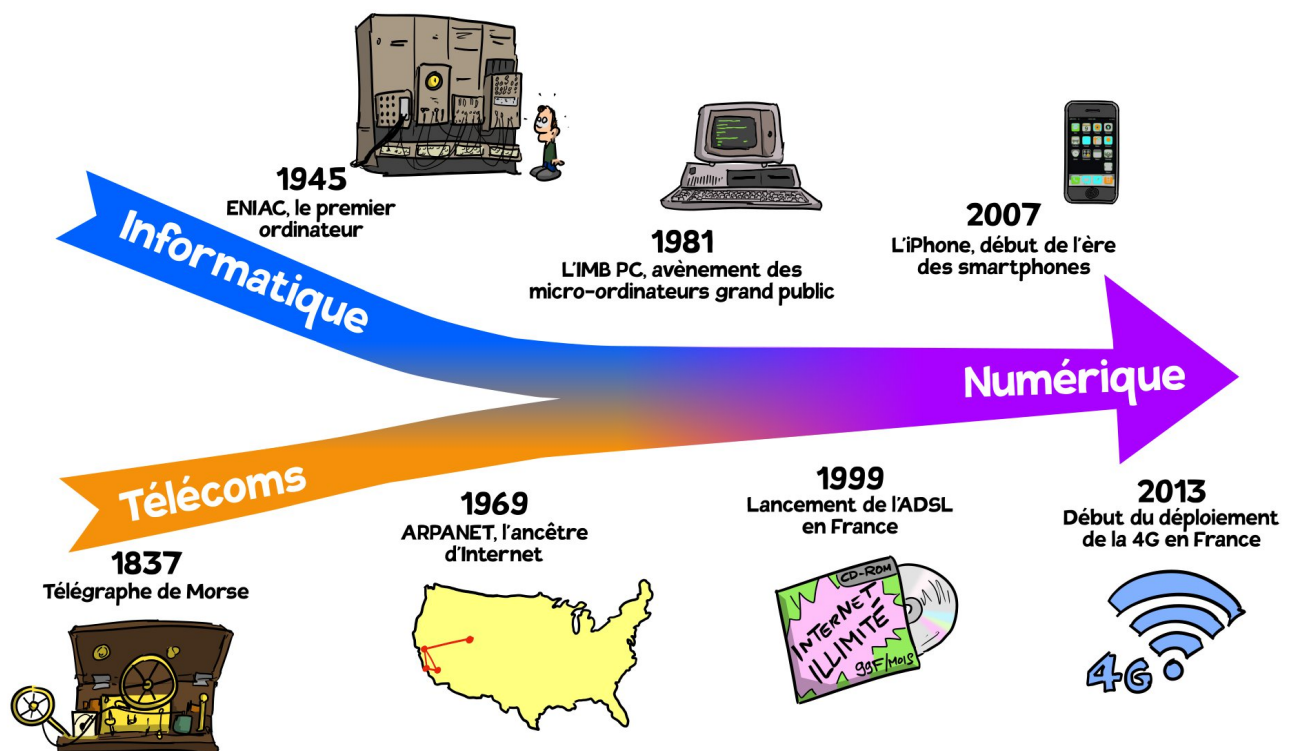 1945
ENIAC, le premier
ordinateur
1981
L'IMB PC, avènement des
micro-ordinateurs grand public
2007
L'iPhone, début de l'ère
des smartphones
Informatique
Numérique
Télécoms
1837
Télégraphe de Morse
1969
ARPANET, l'ancêtre
d'Internet
1999
Lancement de l'ADSL
en France
CD-ROM
INTERNET
ILLIMITÉ
99F/MOIS
2013
Début du déploiement
de la 4G en France
4G